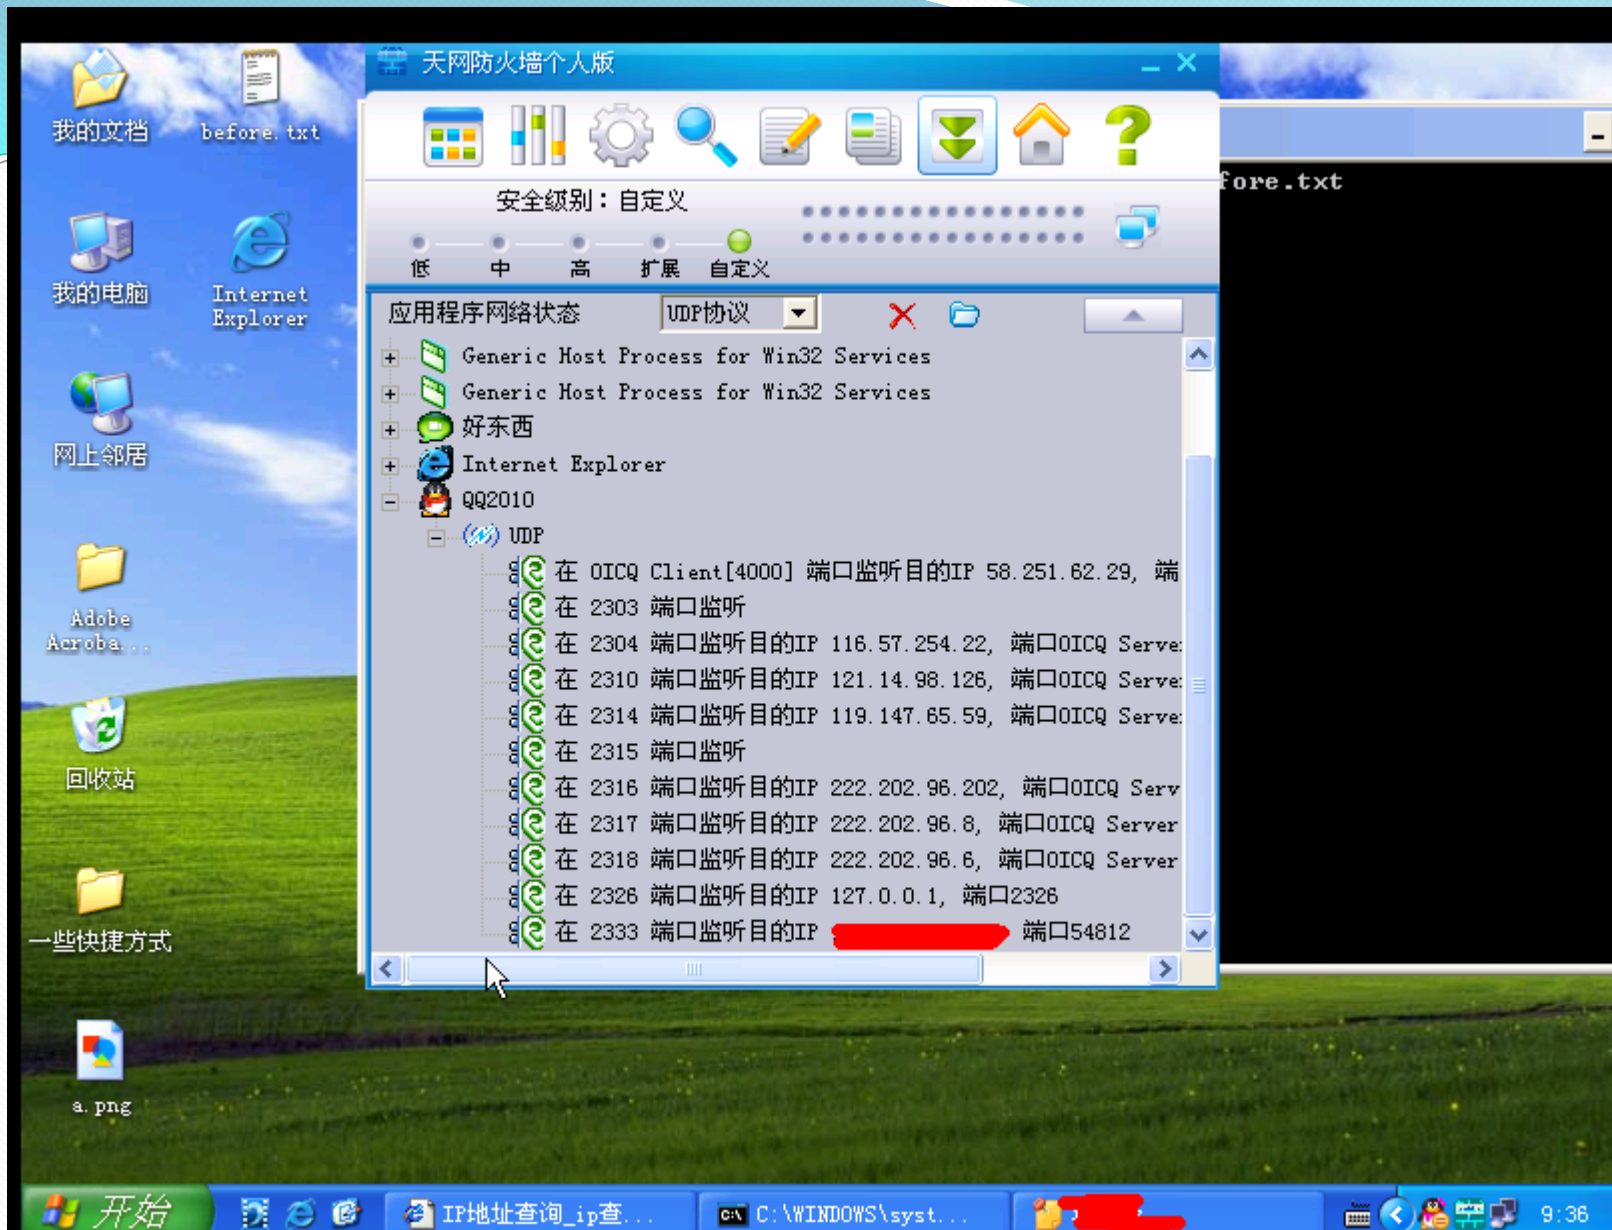 天网防火墙个人版
我的文档
before.txt
fore.txt
安全级别：自定义
低 中 高 扩展 自定义
我的电脑
Internet
Explorer
应用程序网络状态 UDP协议
Generic Host Process for Win32 Services
Generic Host Process for Win32 Services
好东西
Internet Explorer
QQ2010
UDP
在 OICQ Client[4000] 端口监听目的IP 58.251.62.29, 端
在 2303 端口监听
在 2304 端口监听目的IP 116.57.254.22, 端口OICQ Serve
在 2310 端口监听目的IP 121.14.98.126, 端口OICQ Serve
在 2314 端口监听目的IP 119.147.65.59, 端口OICQ Serve
在 2315 端口监听
在 2316 端口监听目的IP 222.202.96.202, 端口OICQ Serv
在 2317 端口监听目的IP 222.202.96.8, 端口OICQ Server
在 2318 端口监听目的IP 222.202.96.6, 端口OICQ Server
在 2326 端口监听目的IP 127.0.0.1, 端口2326
在 2333 端口监听目的IP 端口54812
网上邻居
Adobe
Acroba...
回收站
一些快捷方式
a.png
开始
IP地址查询_ip查...
C:\WINDOWS\syst...
9:36